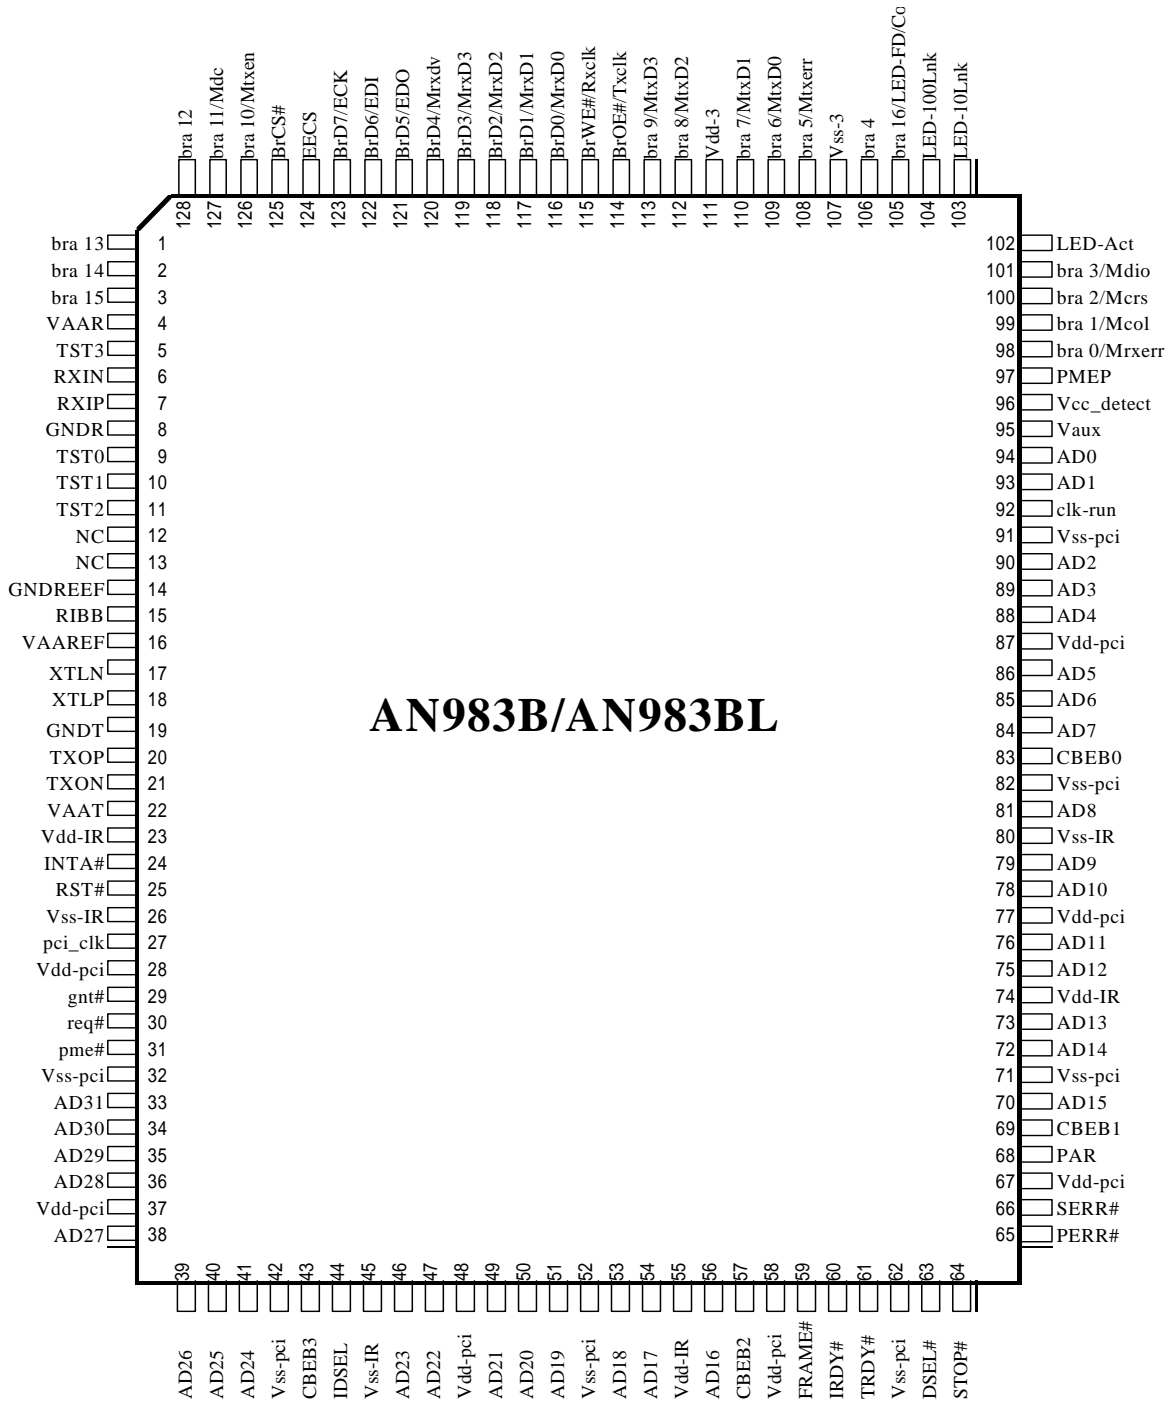 bra 12
bra 11/Mdc
bra 10/Mtxen
BrCS#
EECS
BrD7/ECK
BrD6/EDI
BrD5/EDO
BrD4/Mrxdv
BrD3/MrxD3
BrD2/MrxD2
BrD1/MrxD1
BrD0/MrxD0
BrWE#/Rxclk
BrOE#/Txclk
bra 9/MtxD3
bra 8/MtxD2
Vdd-3
bra 7/MtxD1
bra 6/MtxD0
bra 5/Mtxerr
Vss-3
bra 4
bra 16/LED-FD/Co
LED-100Lnk
LED-10Lnk
128
127
126
125
124
123
122
121
120
119
118
117
116
115
114
113
112
111
110
109
108
107
106
105
104
103
bra 13 1
bra 14 2
bra 15 3
VAAR 4
TST3 5
RXIN 6
RXIP 7
GNDR 8
TST0 9
TST1 10
TST2 11
NC 12
NC 13
GNDREEF 14
RIBB 15
VAAREF 16
XTLN 17
XTLP 18
GNDT 19
TXOP 20
TXON 21
VAAT 22
Vdd-IR 23
INTA# 24
RST# 25
Vss-IR 26
pci_clk 27
Vdd-pci 28
gnt# 29
req# 30
pme# 31
Vss-pci 32
AD31 33
AD30 34
AD29 35
AD28 36
Vdd-pci 37
AD27 38
AN983B/AN983BL
102 LED-Act
101 bra 3/Mdio
100 bra 2/Mcrs
99 bra 1/Mcol
98 bra 0/Mrxerr
97 PMEP
96 Vcc_detect
95 Vaux
94 AD0
93 AD1
92 clk-run
91 Vss-pci
90 AD2
89 AD3
88 AD4
87 Vdd-pci
86 AD5
85 AD6
84 AD7
83 CBEB0
82 Vss-pci
81 AD8
80 Vss-IR
79 AD9
78 AD10
77 Vdd-pci
76 AD11
75 AD12
74 Vdd-IR
73 AD13
72 AD14
71 Vss-pci
70 AD15
69 CBEB1
68 PAR
67 Vdd-pci
66 SERR#
65 PERR#
39
40
41
42
43
44
45
46
47
48
49
50
51
52
53
54
55
56
57
58
59
60
61
62
63
64
AD26
AD25
AD24
Vss-pci
CBEB3
IDSEL
Vss-IR
AD23
AD22
Vdd-pci
AD21
AD20
AD19
Vss-pci
AD18
AD17
Vdd-IR
AD16
CBEB2
Vdd-pci
FRAME#
IRDY#
TRDY#
Vss-pci
DSEL#
STOP#